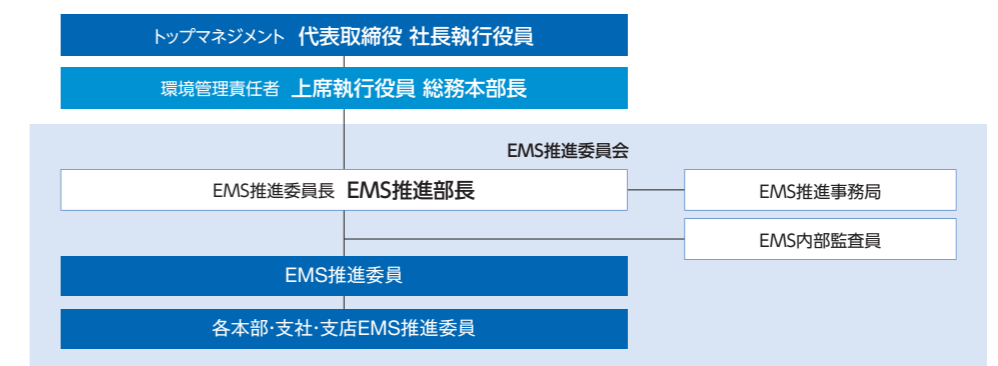 トップマネジメント 代表取締役 社長執行役員
環境管理責任者 上席執行役員 総務本部長
EMS推進委員会
EMS推進委員長 EMS推進部長
EMS推進事務局
EMS内部監査員
EMS推進委員
各本部・支社・支店EMS推進委員